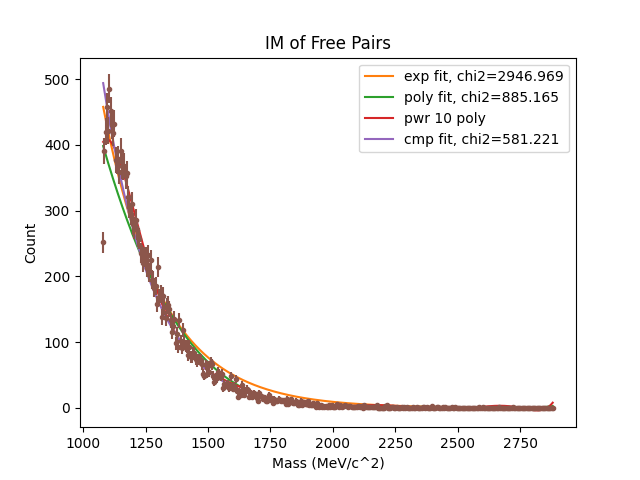 IM of Free Pairs
exp fit, chi2=2946.969
poly fit, chi2=885.165
pwr 10 poly
cmp fit, chi2=581.221
Count
500
400
300
200
100
0
1000 1250 1500 1750 2000 2250 2500 2750
Mass (MeV/c^2)